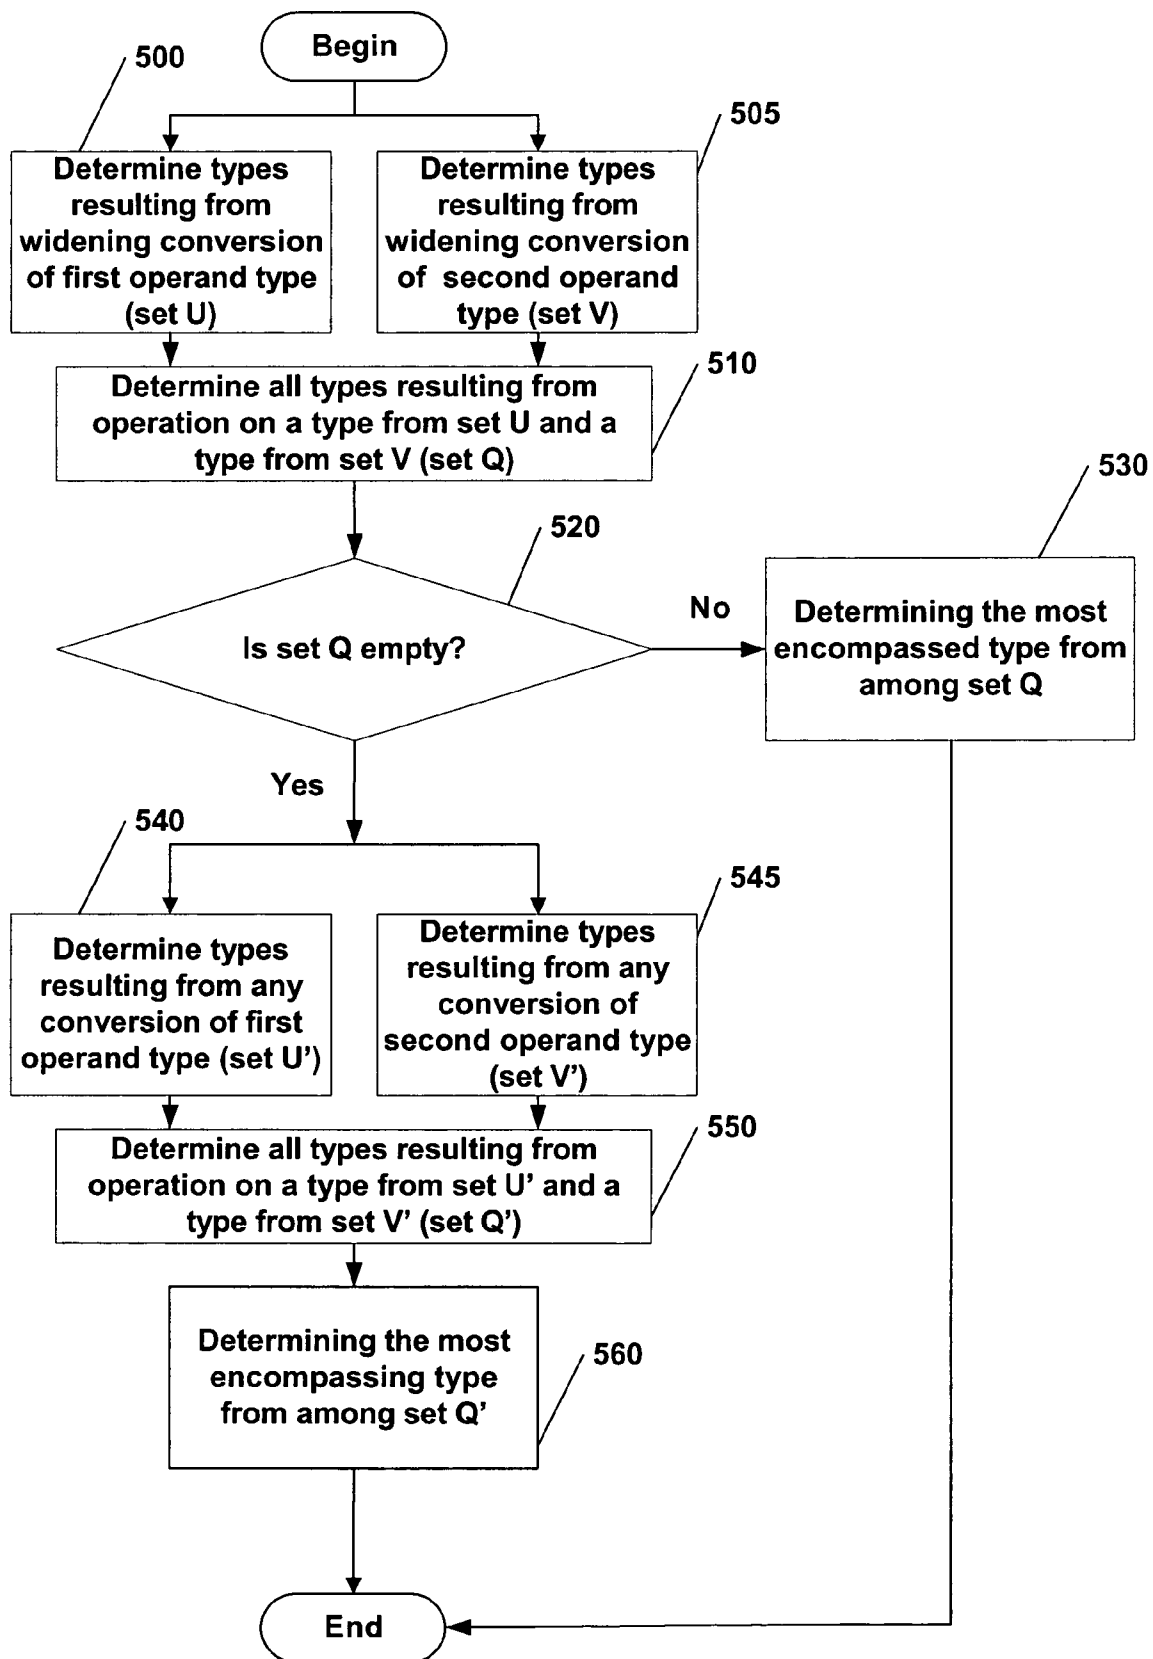 Begin
500
505
Determine types
resulting from
widening conversion
of first operand type
(set U)
Determine types
resulting from
widening conversion
of second operand
type (set V)
510
Determine all types resulting from
operation on a type from set U and a
type from set V (set Q)
520
530
Is set Q empty?
No
Determining the most
encompassed type from
among set Q
Yes
540
545
Determine types
resulting from any
conversion of first
operand type (set U')
Determine types
resulting from any
conversion of
second operand type
(set V')
550
Determine all types resulting from
operation on a type from set U' and a
type from set V' (set Q')
Determining the most
encompassing type
from among set Q'
560
End